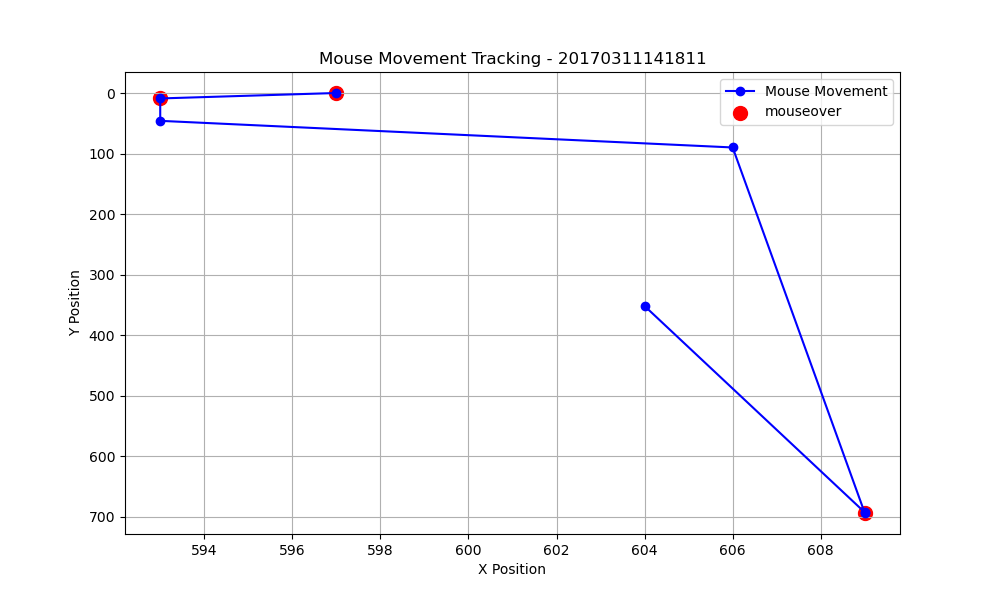 Mouse Movement Tracking - 20170311141811
Mouse Movement
mouseover
0
100
200
300
400
500
600
700
Y Position
594 596 598 600 602 604 606 608
X Position